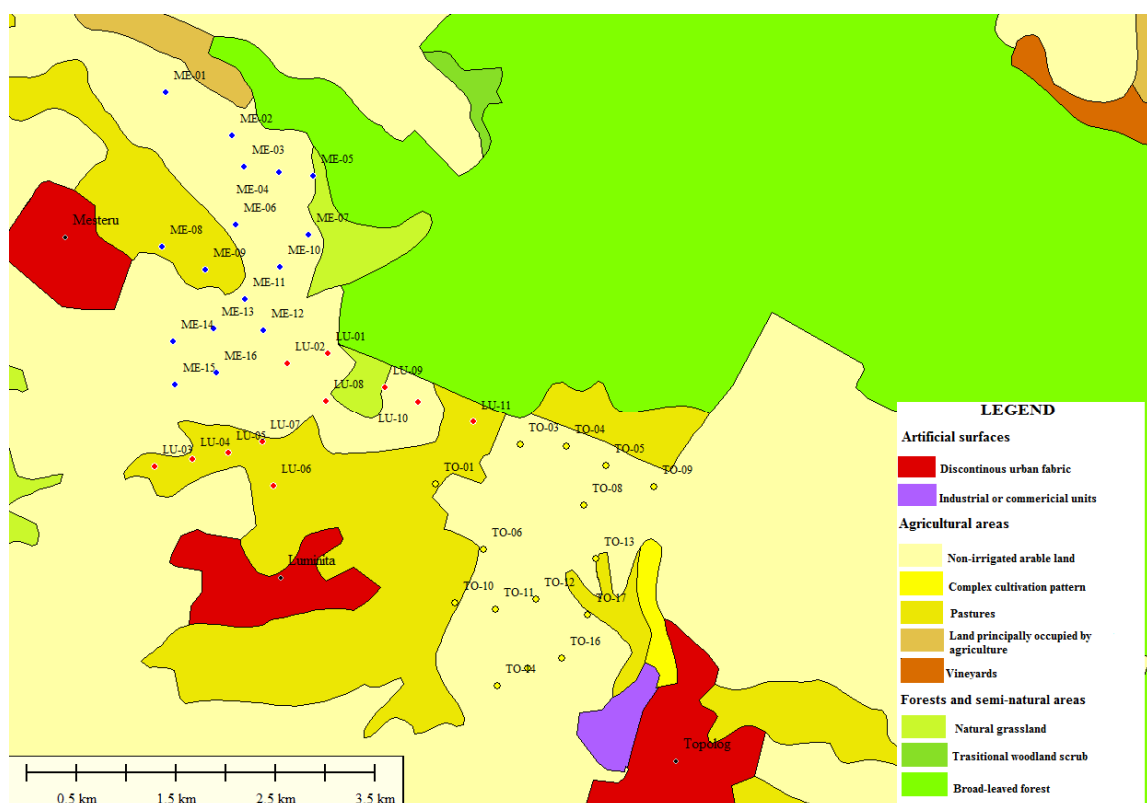 ME-01
ME-02
ME-03
ME-05
ME-04
ME-06
ME-07
Mesteru
ME-08
ME-09
ME-10
ME-11
ME-13
ME-12
ME-14
LU-01
LU-02
ME-15
ME-16
LU-08
LU-09
LU-10
LU-11
LU-07
LU-05
LU-04
LU-03
LU-06
TO-03
TO-04
TO-05
TO-01
TO-09
TO-08
TO-06
TO-13
Luminita
TO-10
TO-11
TO-12
TO-17
TO-16
TO-14
Topolog
0.5 km 1.5 km 2.5 km 3.5 km
LEGEND
Artificial surfaces
Discontinous urban fabric
Industrial or commericial units
Agricultural areas
Non-irrigated arable land
Complex cultivation pattern
Pastures
Land principally occupied by
agriculture
Vineyards
Forests and semi-natural areas
Natural grassland
Trasitional woodland scrub
Broad-leaved forest